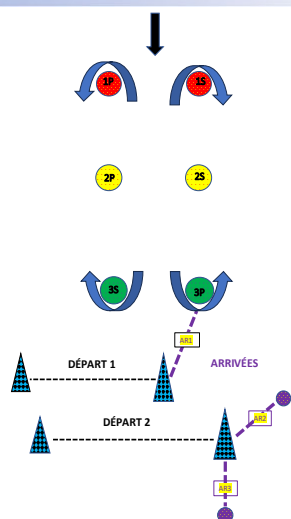 1P 1S
2P 2S
3S 3P
AR1
DÉPART 1 ARRIVÉES
AR2
DÉPART 2
AR3